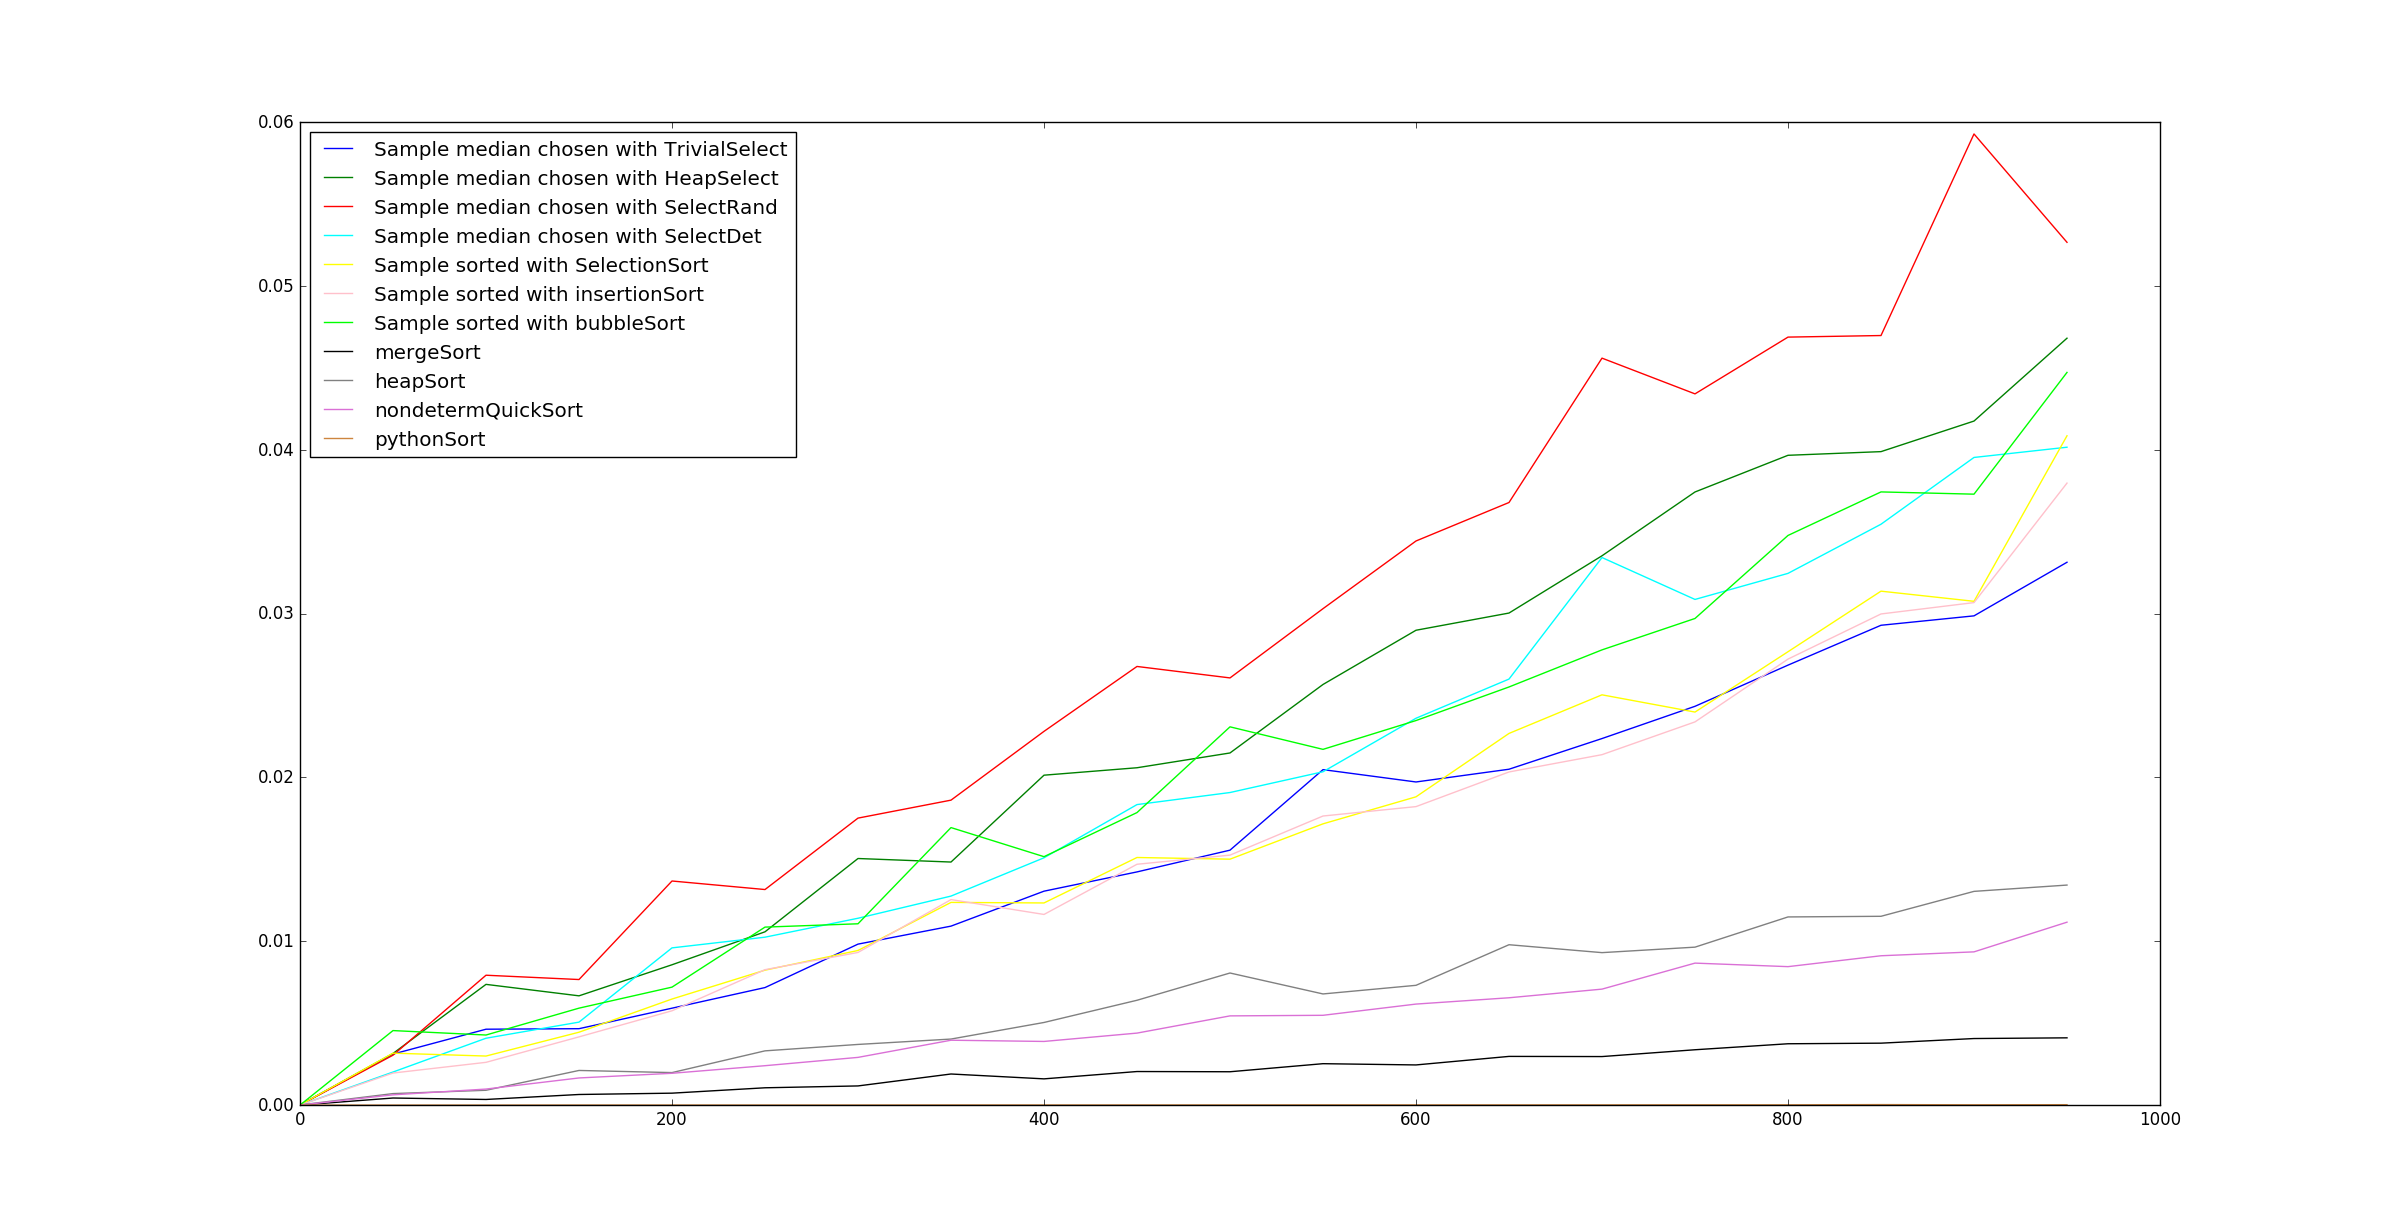 0.06
0.05
0.04
0.03
0.02
0.01
0.00
Sample median chosen with TrivialSelect
Sample median chosen with HeapSelect
Sample median chosen with SelectRand
Sample median chosen with SelectDet
Sample sorted with SelectionSort
Sample sorted with insertionSort
Sample sorted with bubbleSort
mergeSort
heapSort
nondetermQuickSort
pythonSort
0 200 400 600 800 1000